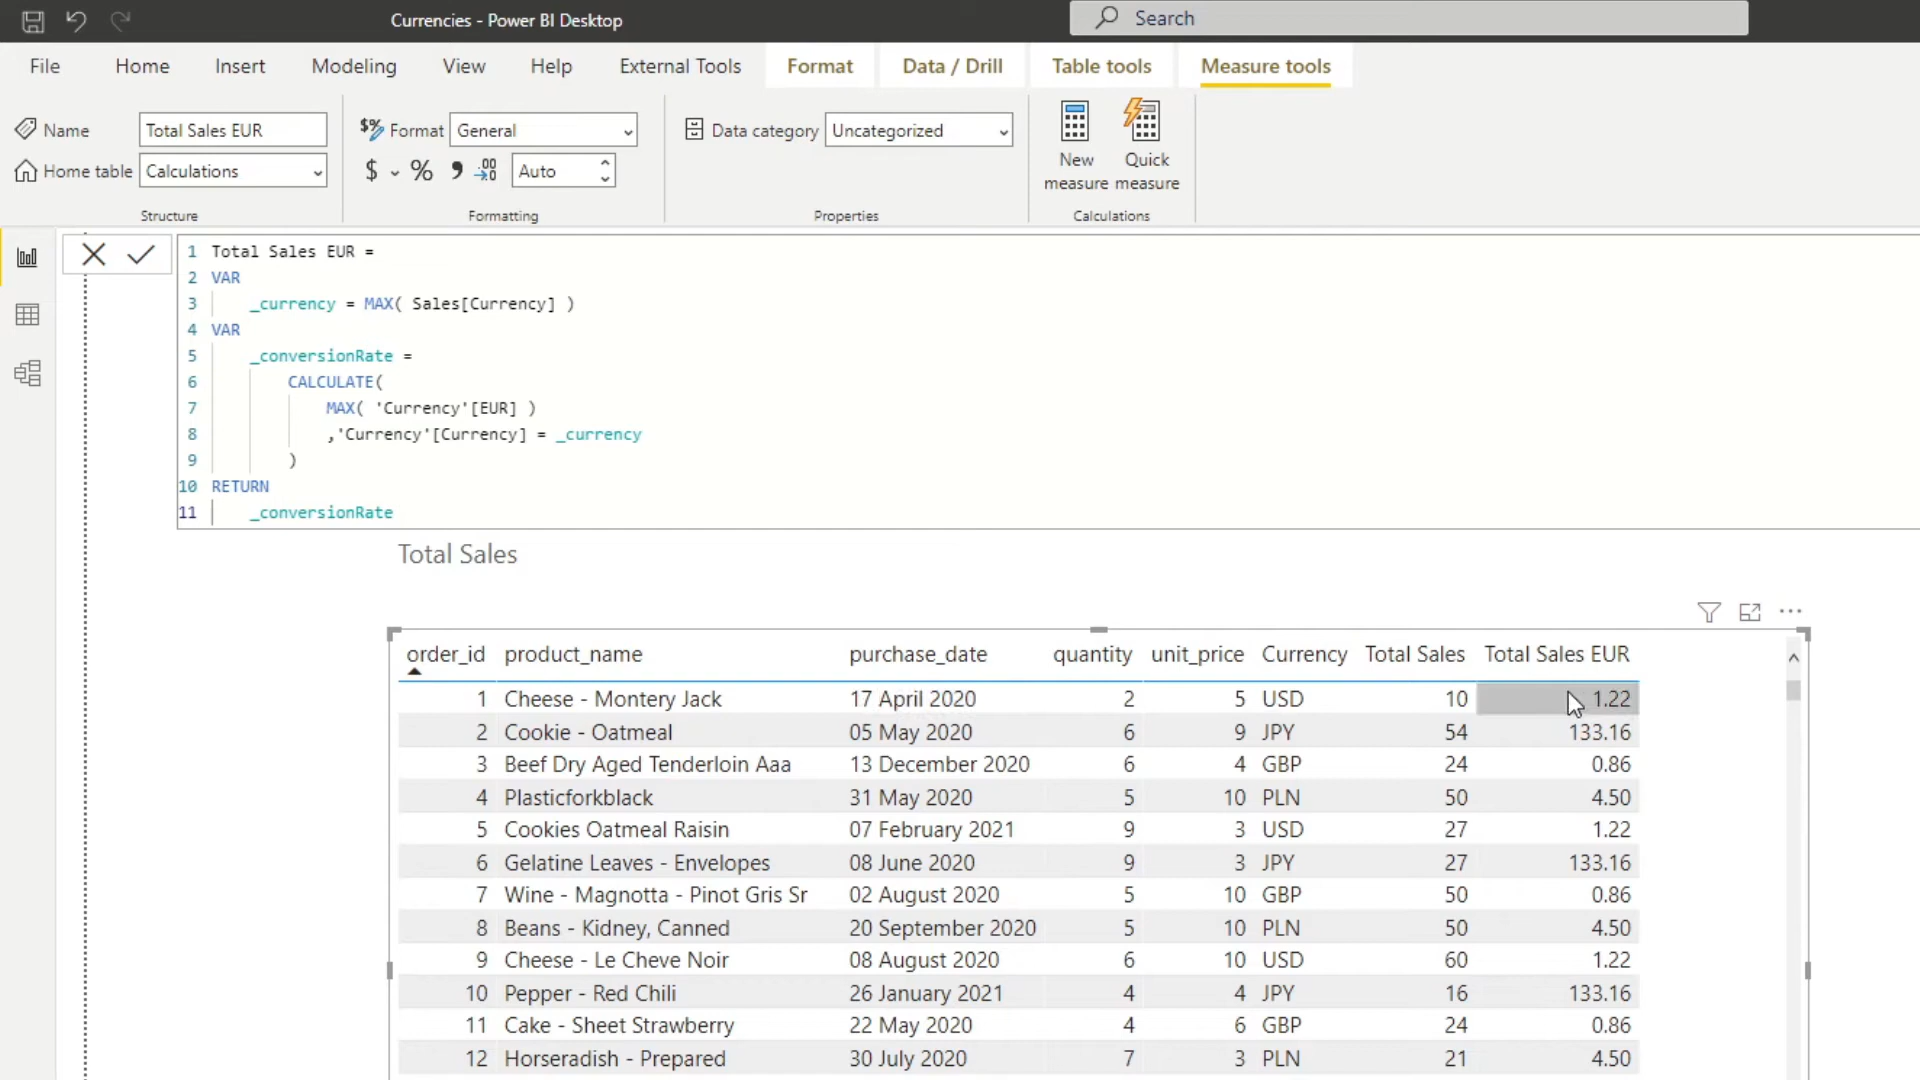 Currencies - Power BI Desktop
Search
File Home Insert Modeling View Help External Tools Format Data / Drill Table tools Measure tools
Name Total Sales EUR $% Format General Data category Uncategorized
Home table Calculations $ % , .00 Auto New measure Quick measure
Structure Formatting Properties Calculations
1 Total Sales EUR =
2 VAR
3 _currency = MAX( Sales[Currency] )
4 VAR
5 _conversionRate =
6 CALCULATE(
7 MAX( 'Currency'[EUR] )
8 ,'Currency'[Currency] = _currency
9 )
10 RETURN
11 _conversionRate
Total Sales
order_id product_name purchase_date quantity unit_price Currency Total Sales Total Sales EUR
1 Cheese - Montery Jack 17 April 2020 2 5 USD 10 1.22
2 Cookie - Oatmeal 05 May 2020 6 9 JPY 54 133.16
3 Beef Dry Aged Tenderloin Aaa 13 December 2020 6 4 GBP 24 0.86
4 Plasticforkblack 31 May 2020 5 10 PLN 50 4.50
5 Cookies Oatmeal Raisin 07 February 2021 9 3 USD 27 1.22
6 Gelatine Leaves - Envelopes 08 June 2020 9 3 JPY 27 133.16
7 Wine - Magnotta - Pinot Gris Sr 02 August 2020 5 10 GBP 50 0.86
8 Beans - Kidney, Canned 20 September 2020 5 10 PLN 50 4.50
9 Cheese - Le Cheve Noir 08 August 2020 6 10 USD 60 1.22
10 Pepper - Red Chili 26 January 2021 4 4 JPY 16 133.16
11 Cake - Sheet Strawberry 22 May 2020 4 6 GBP 24 0.86
12 Horseradish - Prepared 30 July 2020 7 3 PLN 21 4.50